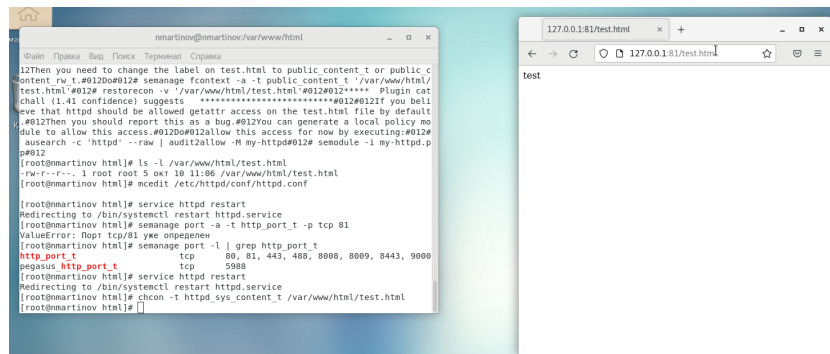 nmartinov@nmartinov:/var/www/html
Файл Правка Вид Поиск Терминал Справка
12Then you need to change the label on test.html to public_content_t or public_c
ontent_rw_t.#012Do#012# semanage fcontext -a -t public_content_t '/var/www/html/
test.html'#012# restorecon -v '/var/www/html/test.html'#012#012***** Plugin cat
chall (1.41 confidence) suggests **************************#012#012If you beli
eve that httpd should be allowed getattr access on the test.html file by default
.#012Then you should report this as a bug.#012You can generate a local policy mo
dule to allow this access.#012Do#012allow this access for now by executing:#012#
ausearch -c 'httpd' --raw | audit2allow -M my-httpd#012# semodule -i my-httpd.p
p#012
[root@nmartinov html]# ls -l /var/www/html/test.html
-rw-r--r--. 1 root root 5 окт 10 11:06 /var/www/html/test.html
[root@nmartinov html]# mcedit /etc/httpd/conf/httpd.conf
[root@nmartinov html]# service httpd restart
Redirecting to /bin/systemctl restart httpd.service
[root@nmartinov html]# semanage port -a -t http_port_t -p tcp 81
ValueError: Порт tcp/81 уже определен
[root@nmartinov html]# semanage port -l | grep http_port_t
http_port_t tcp 80, 81, 443, 488, 8008, 8009, 8443, 9000
pegasus_http_port_t tcp 5988
[root@nmartinov html]# service httpd restart
Redirecting to /bin/systemctl restart httpd.service
[root@nmartinov html]# chcon -t httpd_sys_content_t /var/www/html/test.html
[root@nmartinov html]#
127.0.0.1:81/test.html
127.0.0.1:81/test.html
test